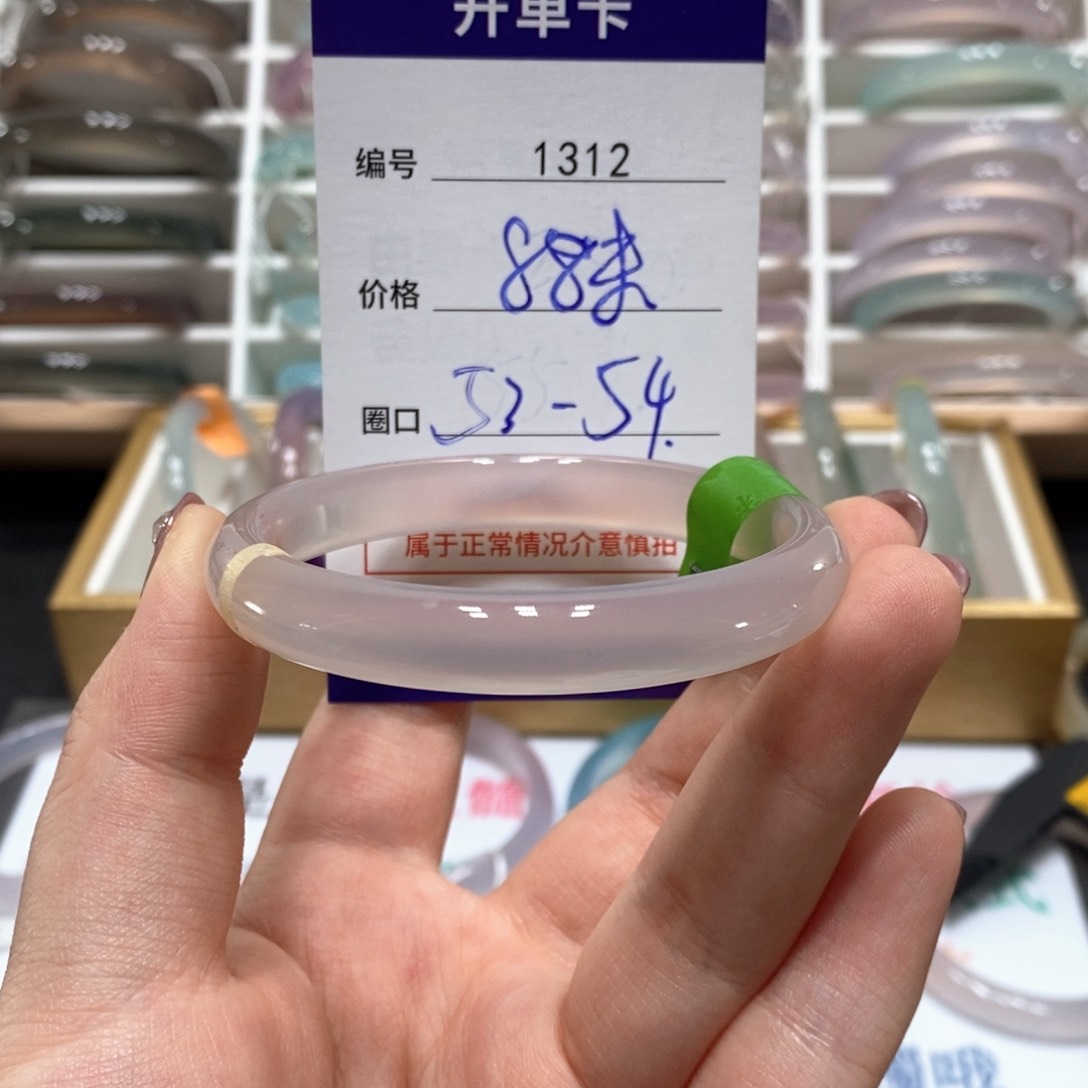 开单卡
编号 1312
价格 88米
圈口 53-54.
属于正常情况介意慎拍